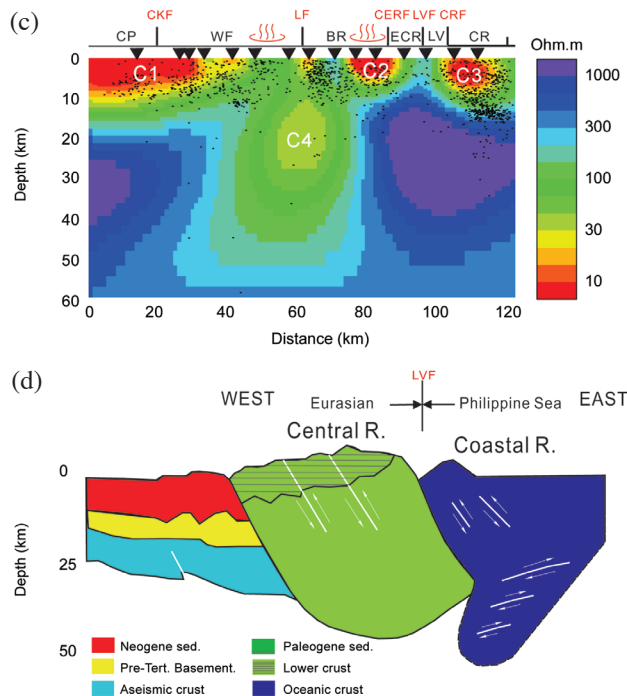 (c)
CKF LF CERF LVF CRF
CP WF BR ECR LV CR
Ohm.m
C1 C2 C3
C4
1000
300
100
30
10
0
10
20
30
40
50
60
Depth (km)
0 20 40 60 80 100 120
Distance (km)
(d)
LVF
WEST Eurasian Philippine Sea EAST
Central R. Coastal R.
0
25
50
Depth (km)
Neogene sed. Paleogene sed.
Pre-Tert. Basement. Lower crust
Aseismic crust Oceanic crust